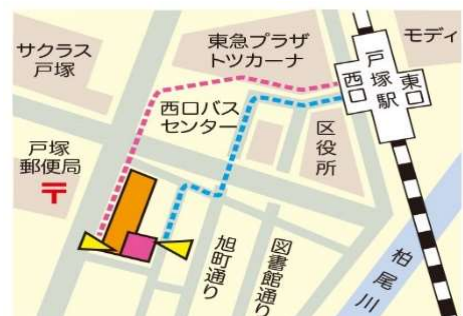 サクラス
戸塚
東急プラザ
トツカーナ
モディ
戸塚駅
西口
東口
西口バス
センター
区役所
戸塚
郵便局
〒
旭町通り
図書館通り
柏尾川